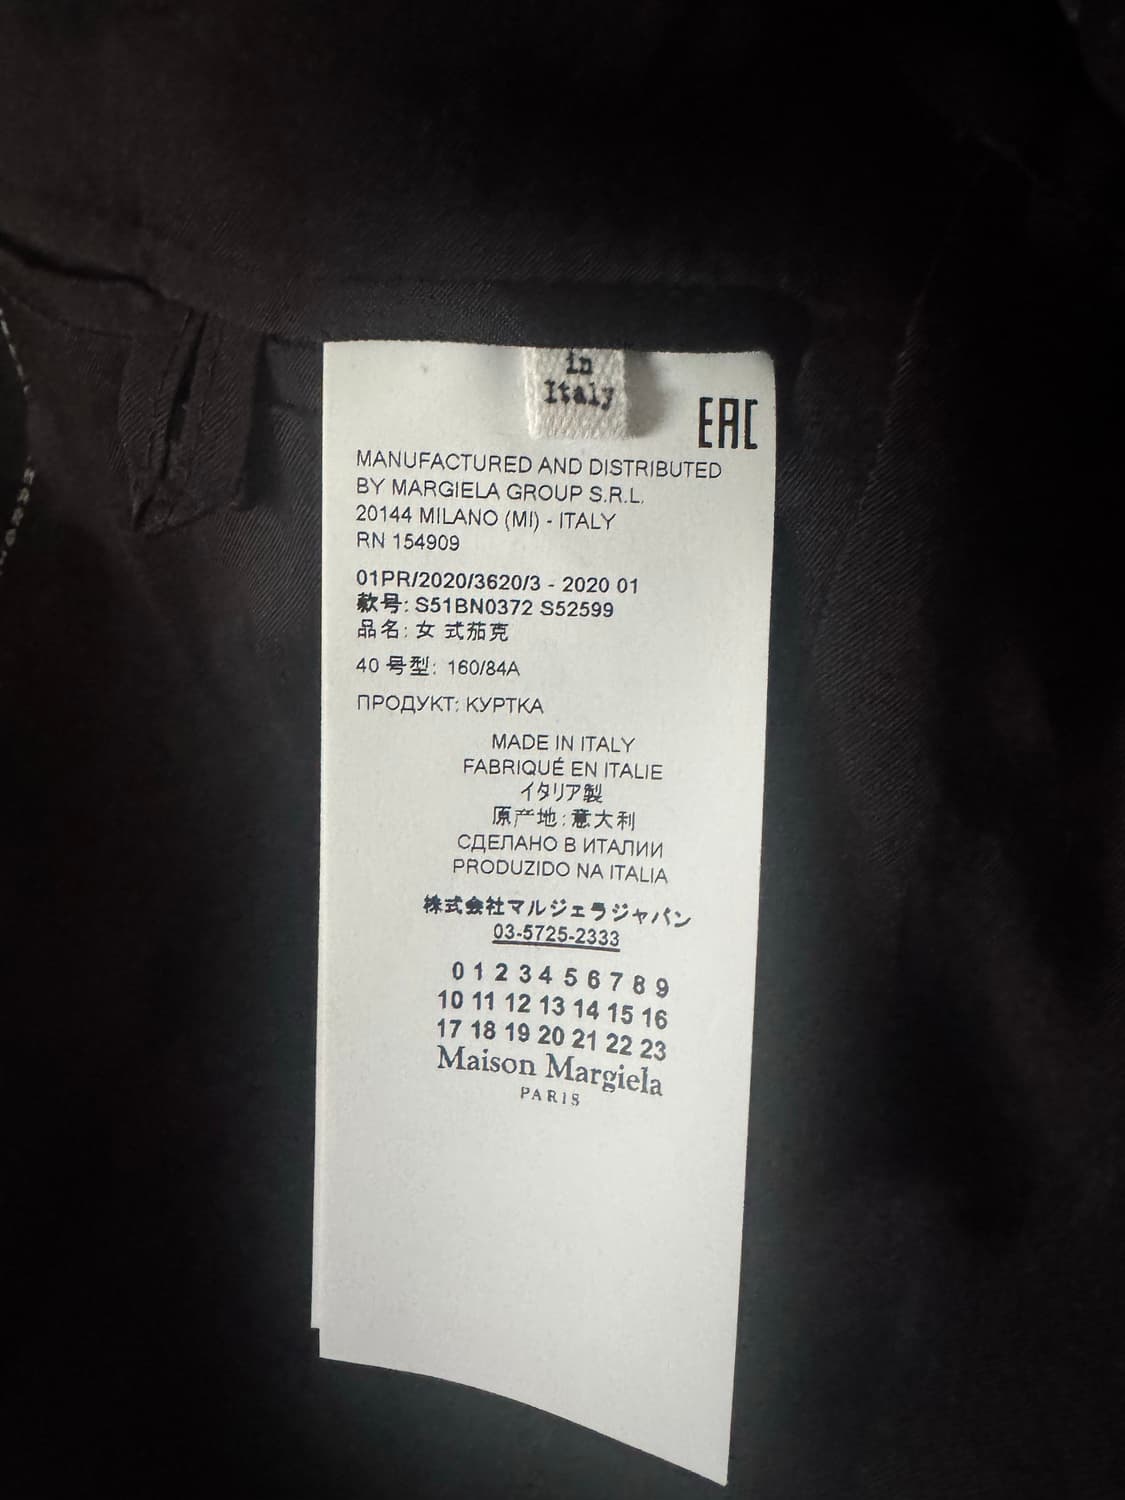 in
Italy
EAC
MANUFACTURED AND DISTRIBUTED
BY MARGIELA GROUP S.R.L.
20144 MILANO (MI) - ITALY
RN 154909
01PR/2020/3620/3 - 2020 01
款号: S51BN0372 S52599
品名: 女 式茄克
40 号型: 160/84A
ПРОДУКТ: КУРТКА
MADE IN ITALY
FABRIQUÉ EN ITALIE
イタリア製
原产地: 意大利
СДЕЛАНО В ИТАЛИИ
PRODUZIDO NA ITALIA
株式会社マルジェラジャパン
03-5725-2333
0 1 2 3 4 5 6 7 8 9
10 11 12 13 14 15 16
17 18 19 20 21 22 23
Maison Margiela
PARIS